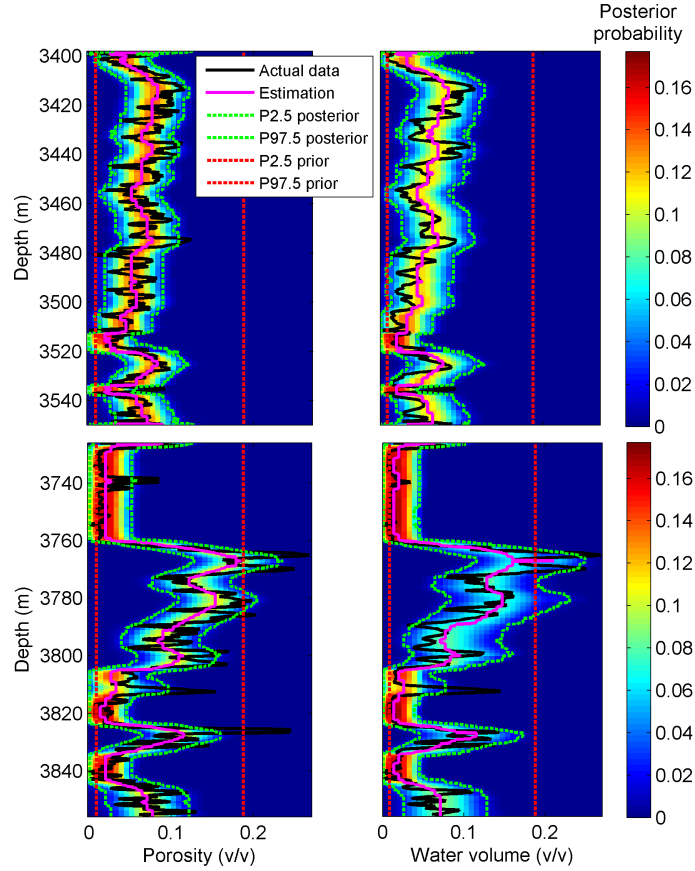 Posterior
probability
Actual data
Estimation
P2.5 posterior
P97.5 posterior
P2.5 prior
P97.5 prior
Depth (m)
3400
3420
3440
3460
3480
3500
3520
3540
0.16
0.14
0.12
0.10
0.08
0.06
0.04
0.02
0
Depth (m)
3740
3760
3780
3800
3820
3840
0.16
0.14
0.12
0.10
0.08
0.06
0.04
0.02
0
0 0.1 0.2
0 0.1 0.2
Porosity (v/v)
Water volume (v/v)